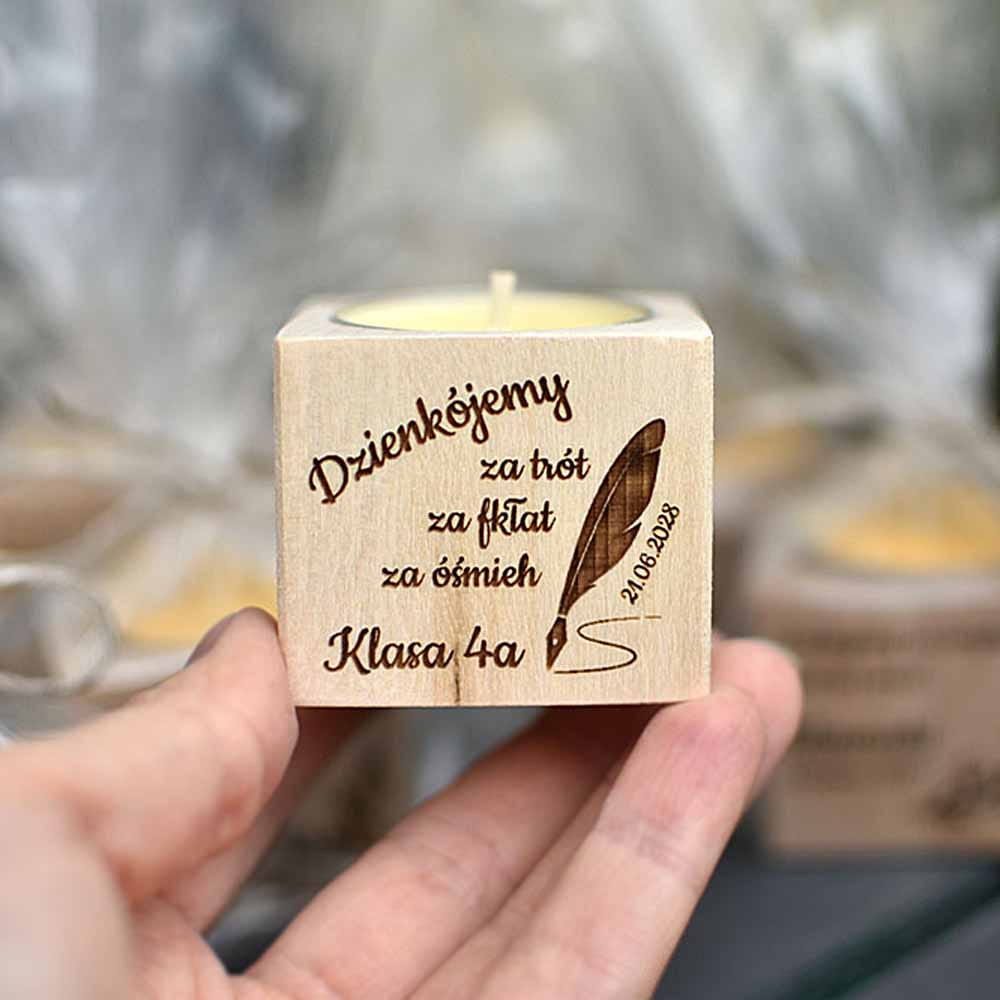 Dzienkójemy
za trót
za fkłat
za óśmieh
Klasa 4a
21.06.2028